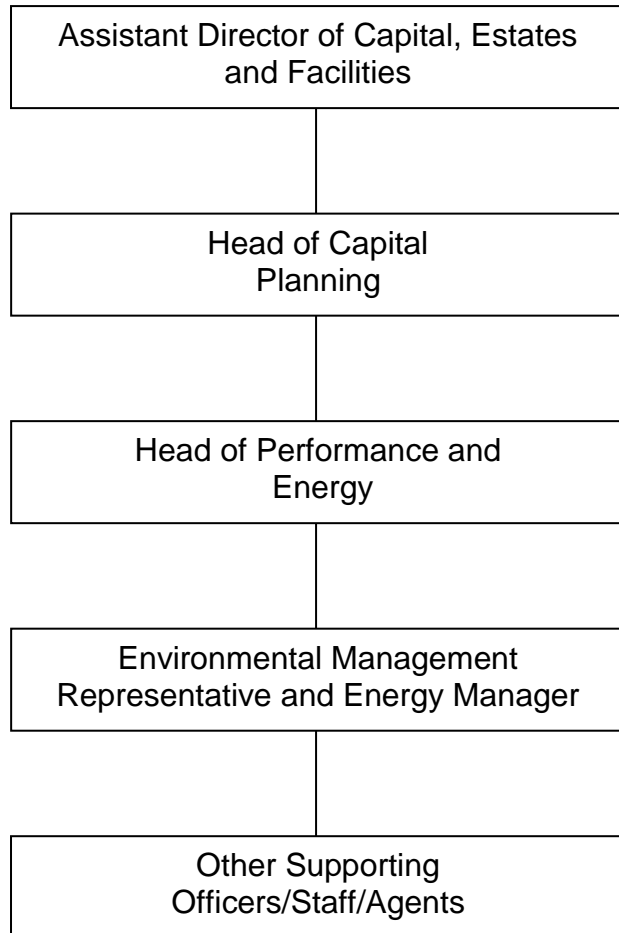 Assistant Director of Capital, Estates
and Facilities
Head of Capital
Planning
Head of Performance and
Energy
Environmental Management
Representative and Energy Manager
Other Supporting
Officers/Staff/Agents